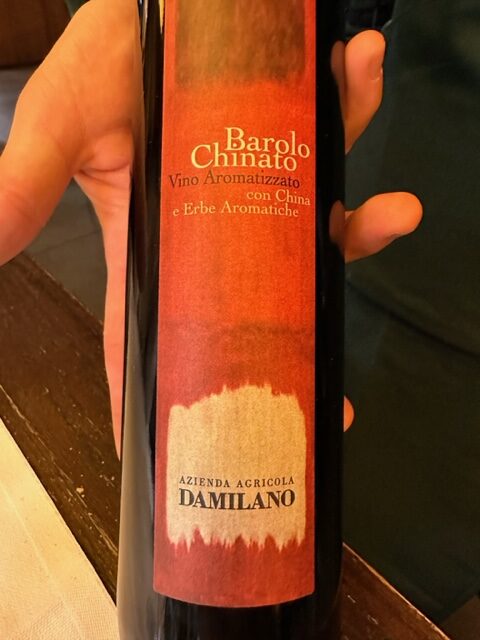 Barolo
Chinato
Vino Aromatizzato
con China
e Erbe Aromatiche
AZIENDA AGRICOLA
DAMILANO